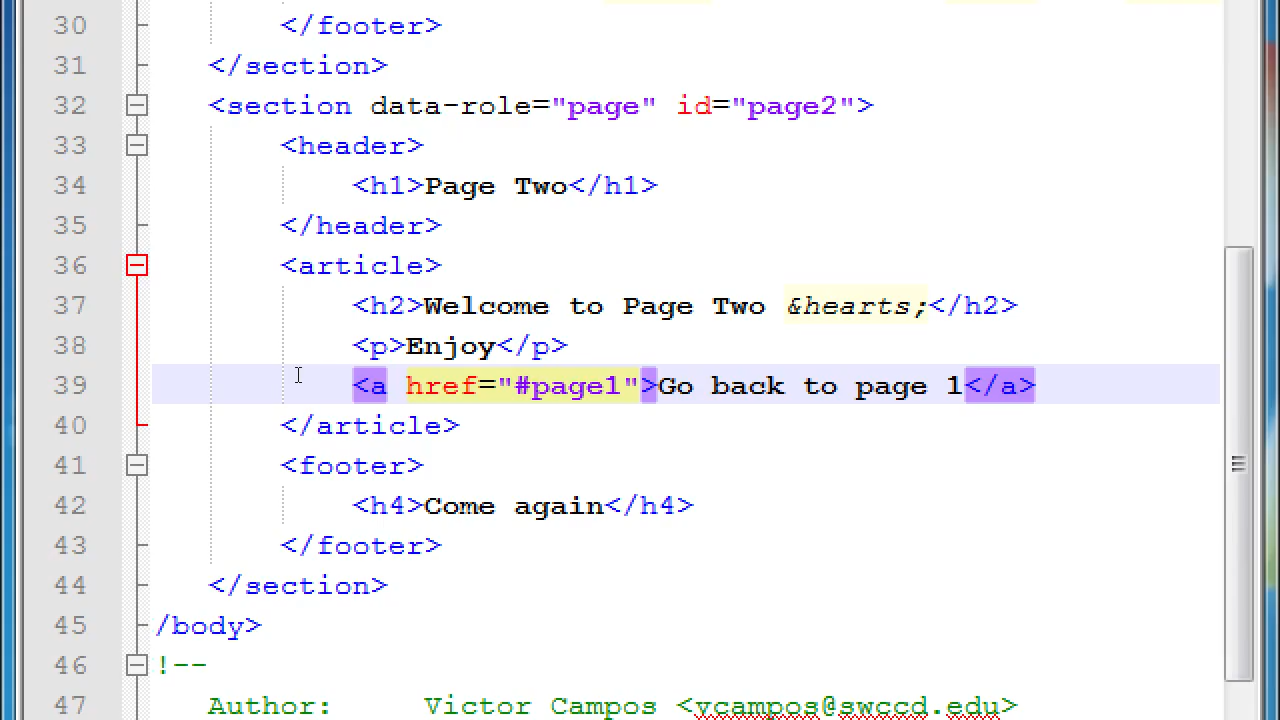 30 </footer>
31 </section>
32 <section data-role="page" id="page2">
33 <header>
34 <h1>Page Two</h1>
35 </header>
36 <article>
37 <h2>Welcome to Page Two &hearts;</h2>
38 <p>Enjoy</p>
39 <a href="#page1">Go back to page 1</a>
40 </article>
41 <footer>
42 <h4>Come again</h4>
43 </footer>
44 </section>
45 /body>
46 !--
47 Author: Victor Campos <vcampos@swccd.edu>